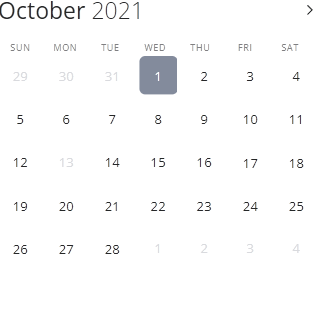 October 2021
SUN MON TUE WED THU FRI SAT
29 30 31 1 2 3 4
5 6 7 8 9 10 11
12 13 14 15 16 17 18
19 20 21 22 23 24 25
26 27 28 1 2 3 4